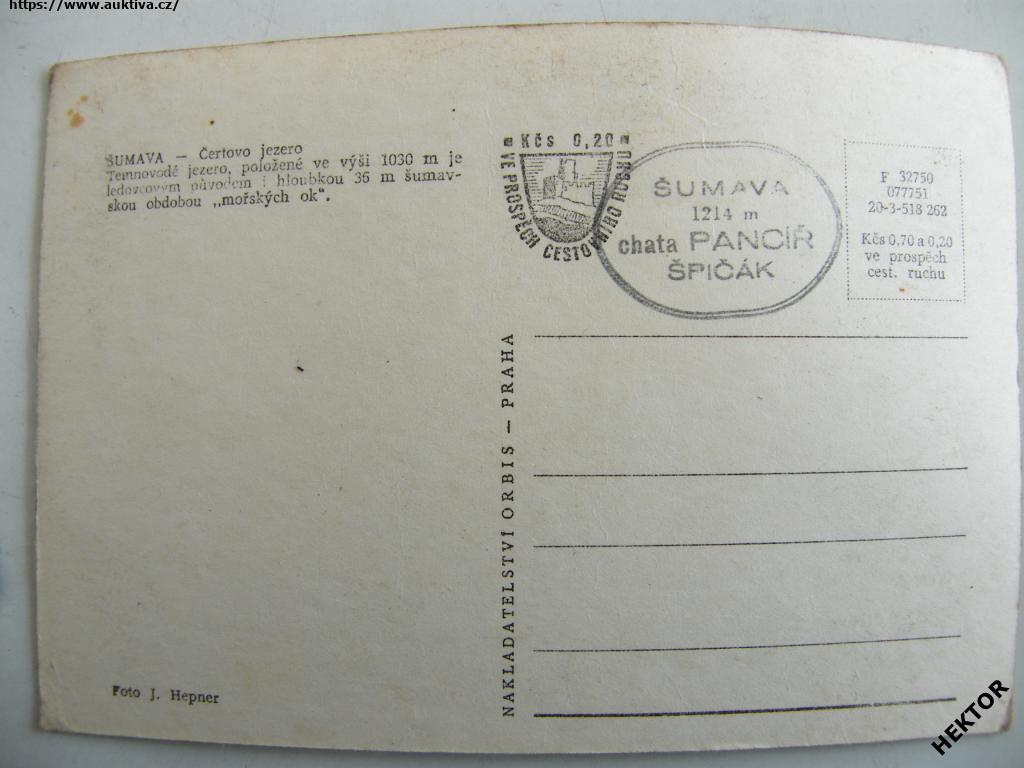 https://www.auktiva.cz/
ŠUMAVA — Čertovo jezero
Temnovodé jezero, položené ve výši 1030 m je
ledovcovým původem i hloubkou 36 m šumav-
skou obdobou „mořských ok".
Kčs 0,20
VE PROSPĚCH CESTOVNÍHO RUCHU
ŠUMAVA
1214 m
chata PANCÍŘ
ŠPIČÁK
F 32750
077751
20-3-518 262
Kčs 0,70 a 0,20
ve prospěch
cest. ruchu
NAKLADATELSTVÍ ORBIS — PRAHA
Foto J. Hepner
HEKTOR